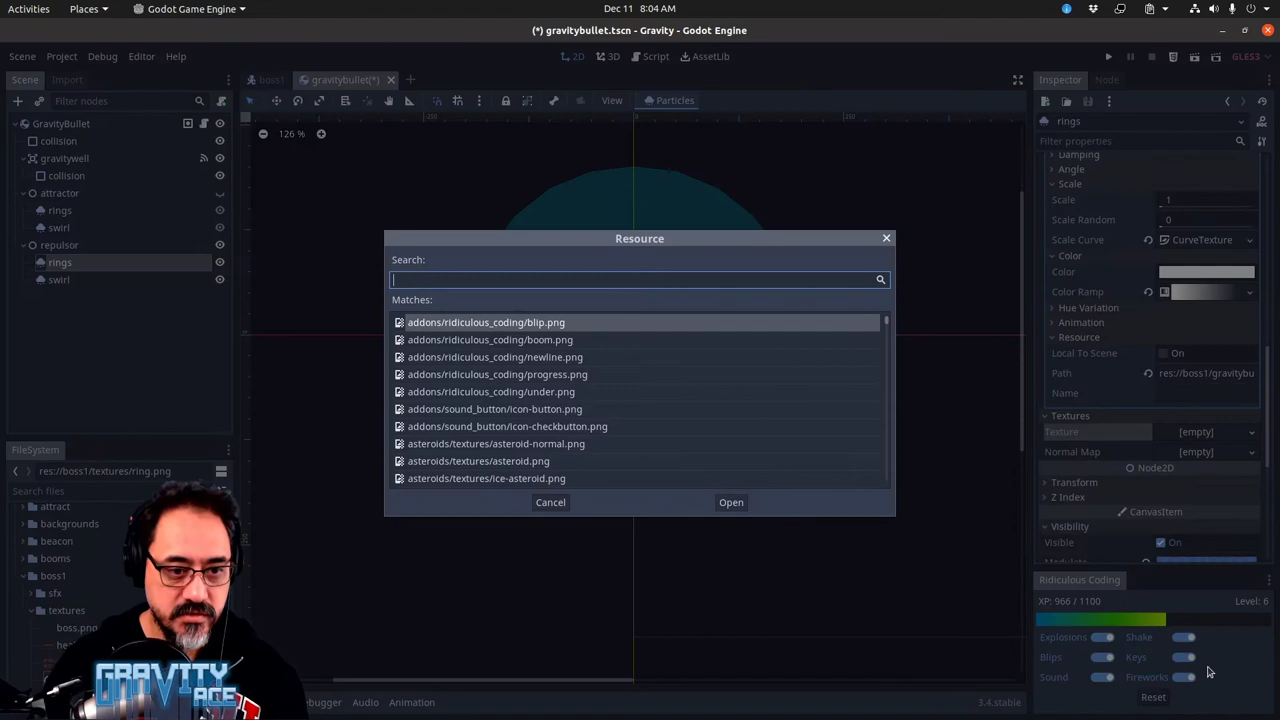 Activities Places Godot Game Engine Dec 11 8:04 AM
(*) gravitybullet.tscn - Gravity - Godot Engine
Scene Project Debug Editor Help 2D 3D Script AssetLib GLES3
Scene Import boss1 gravitybullet(*) Inspector Node
Filter nodes View Particles
GravityBullet
collision
gravitywell
collision
attractor
rings
swirl
repulsor
rings
swirl
126 %
-250 0 250
Resource
Search:
Matches:
addons/ridiculous_coding/blip.png
addons/ridiculous_coding/boom.png
addons/ridiculous_coding/newline.png
addons/ridiculous_coding/progress.png
addons/ridiculous_coding/under.png
addons/sound_button/icon-button.png
addons/sound_button/icon-checkbutton.png
asteroids/textures/asteroid-normal.png
asteroids/textures/asteroid.png
asteroids/textures/ice-asteroid.png
Cancel Open
rings
Filter properties
Damping
Angle
Scale
Scale 1
Scale Random 0
Scale Curve CurveTexture
Color
Color
Color Ramp
Hue Variation
Animation
Resource
Local To Scene On
Path res://boss1/gravitybu
Name
Textures
Texture [empty]
Normal Map [empty]
Node2D
Transform
Z Index
CanvasItem
Visibility
Visible On
Modulate
FileSystem
res://boss1/textures/ring.png
Search files
attract
backgrounds
beacon
booms
boss1
sfx
textures
boss.png
GRAVITY
ACE
Audio Animation 3.4.stable
Ridiculous Coding
XP: 966 / 1100 Level: 6
Explosions Shake
Blips Keys
Sound Fireworks
Reset